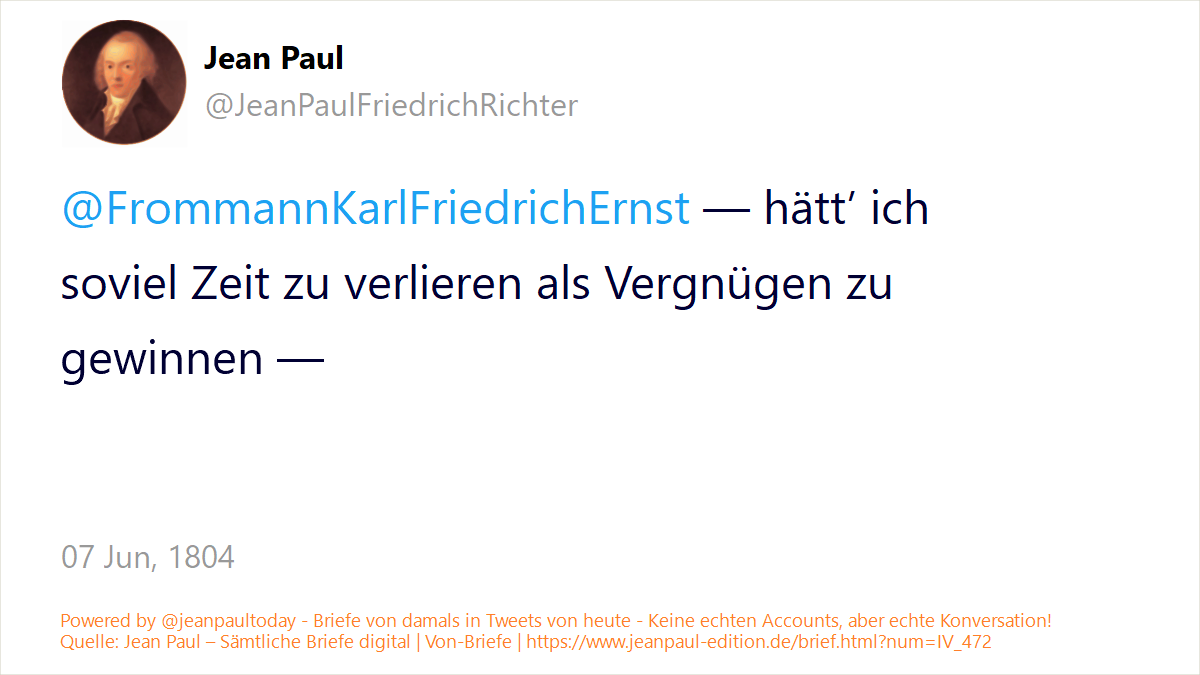 Jean Paul
@JeanPaulFriedrichRichter
@FrommannKarlFriedrichErnst — hätt’ ich
soviel Zeit zu verlieren als Vergnügen zu
gewinnen —
07 Jun, 1804
Powered by @jeanpaultoday - Briefe von damals in Tweets von heute - Keine echten Accounts, aber echte Konversation!
Quelle: Jean Paul – Sämtliche Briefe digital | Von-Briefe | https://www.jeanpaul-edition.de/brief.html?num=IV_472